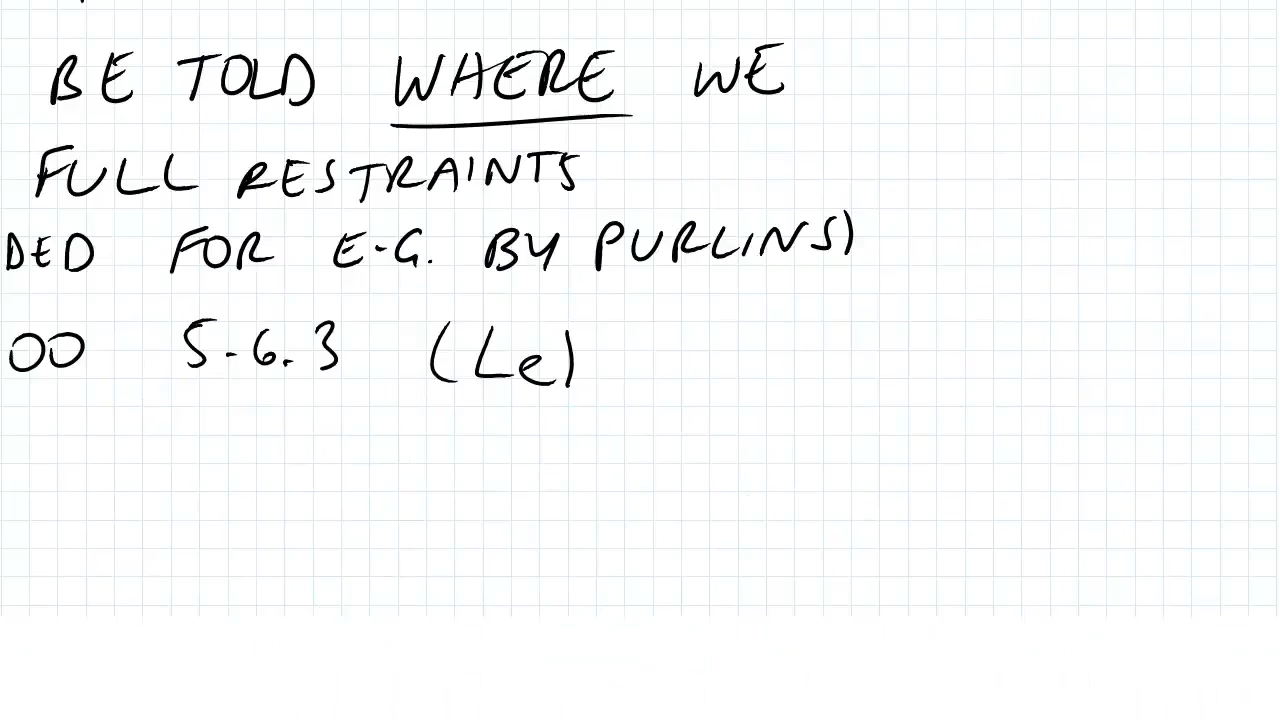 BE TOLD WHERE WE
FULL RESTRAINTS
DED FOR E-G. BY PURLINS)
00 5-6.3 (Le)